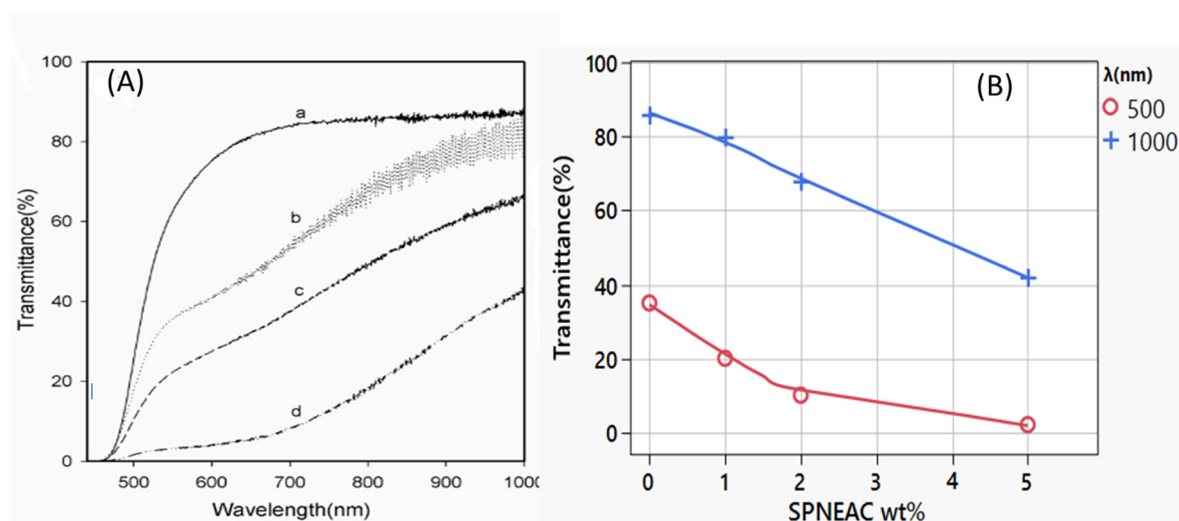 (A)
100
80
60
40
20
0
Transmittance(%)
a
b
c
d
500 600 700 800 900 1000
Wavelength(nm)
(B)
100
80
60
40
20
0
Transmittance(%)
0 1 2 3 4 5
SPNEAC wt%
λ(nm)
500
1000